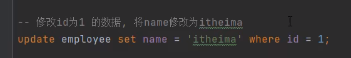 -- 修改id为1 的数据, 将name修改为itheima
update employee set name = 'itheima' where id = 1;